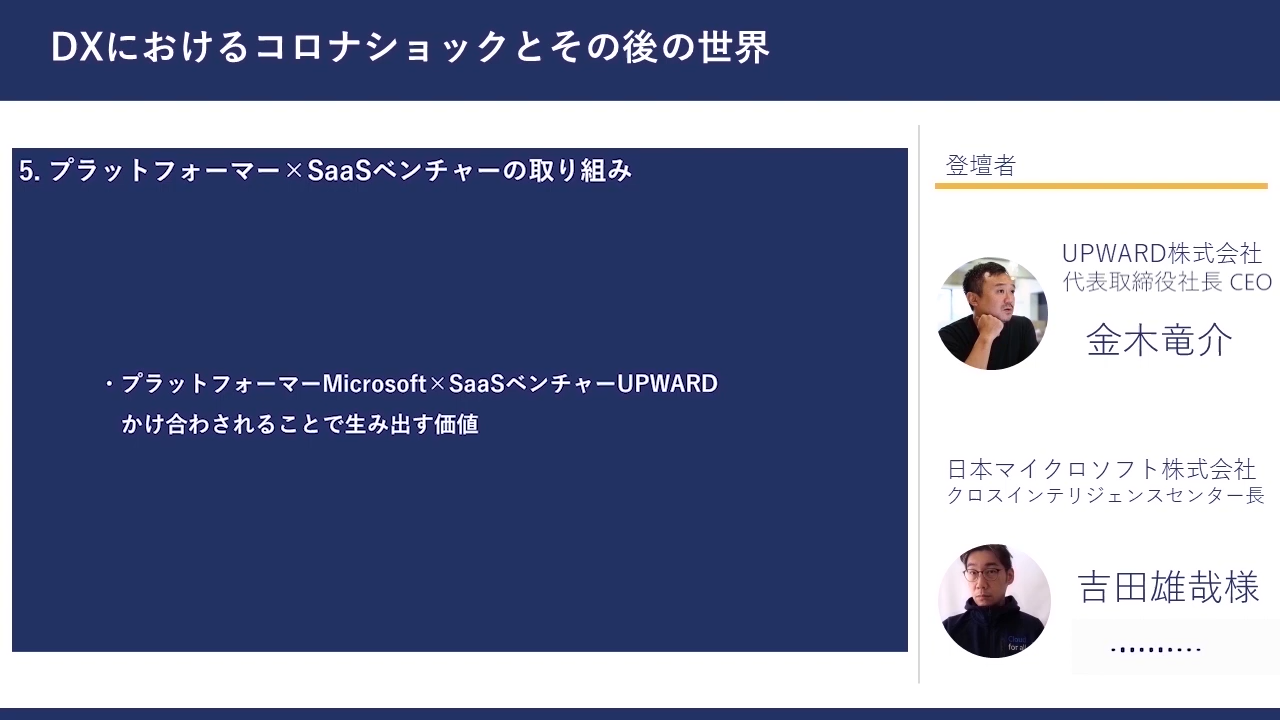 DXにおけるコロナショックとその後の世界
5. プラットフォーマー×SaaSベンチャーの取り組み
・プラットフォーマーMicrosoft×SaaSベンチャーUPWARD
かけ合わされることで生み出す価値
登壇者
UPWARD株式会社
代表取締役社長 CEO
金木竜介
日本マイクロソフト株式会社
クロスインテリジェンスセンター長
吉田雄哉様
Cloud
for all